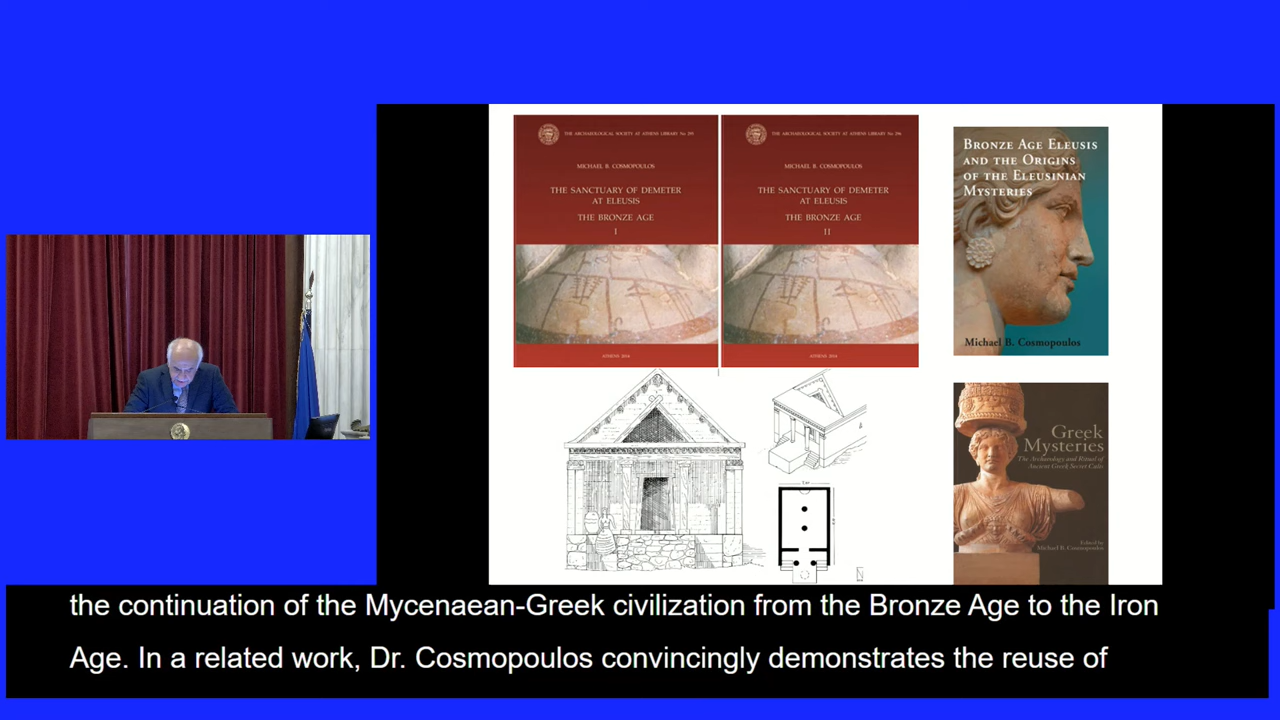 THE ARCHAEOLOGICAL SOCIETY AT ATHENS LIBRARY No 295
MICHAEL B. COSMOPOULOS
THE SANCTUARY OF DEMETER
AT ELEUSIS
THE BRONZE AGE
I
ATHENS 2014
THE ARCHAEOLOGICAL SOCIETY AT ATHENS LIBRARY No 296
MICHAEL B. COSMOPOULOS
THE SANCTUARY OF DEMETER
AT ELEUSIS
THE BRONZE AGE
II
ATHENS 2014
BRONZE AGE ELEUSIS
AND THE ORIGINS
OF THE ELEUSINIAN
MYSTERIES
Michael B. Cosmopoulos
Greek
Mysteries
The Archaeology and Ritual of
Ancient Greek Secret Cults
Edited by
Michael B. Cosmopoulos
the continuation of the Mycenaean-Greek civilization from the Bronze Age to the Iron
Age. In a related work, Dr. Cosmopoulos convincingly demonstrates the reuse of